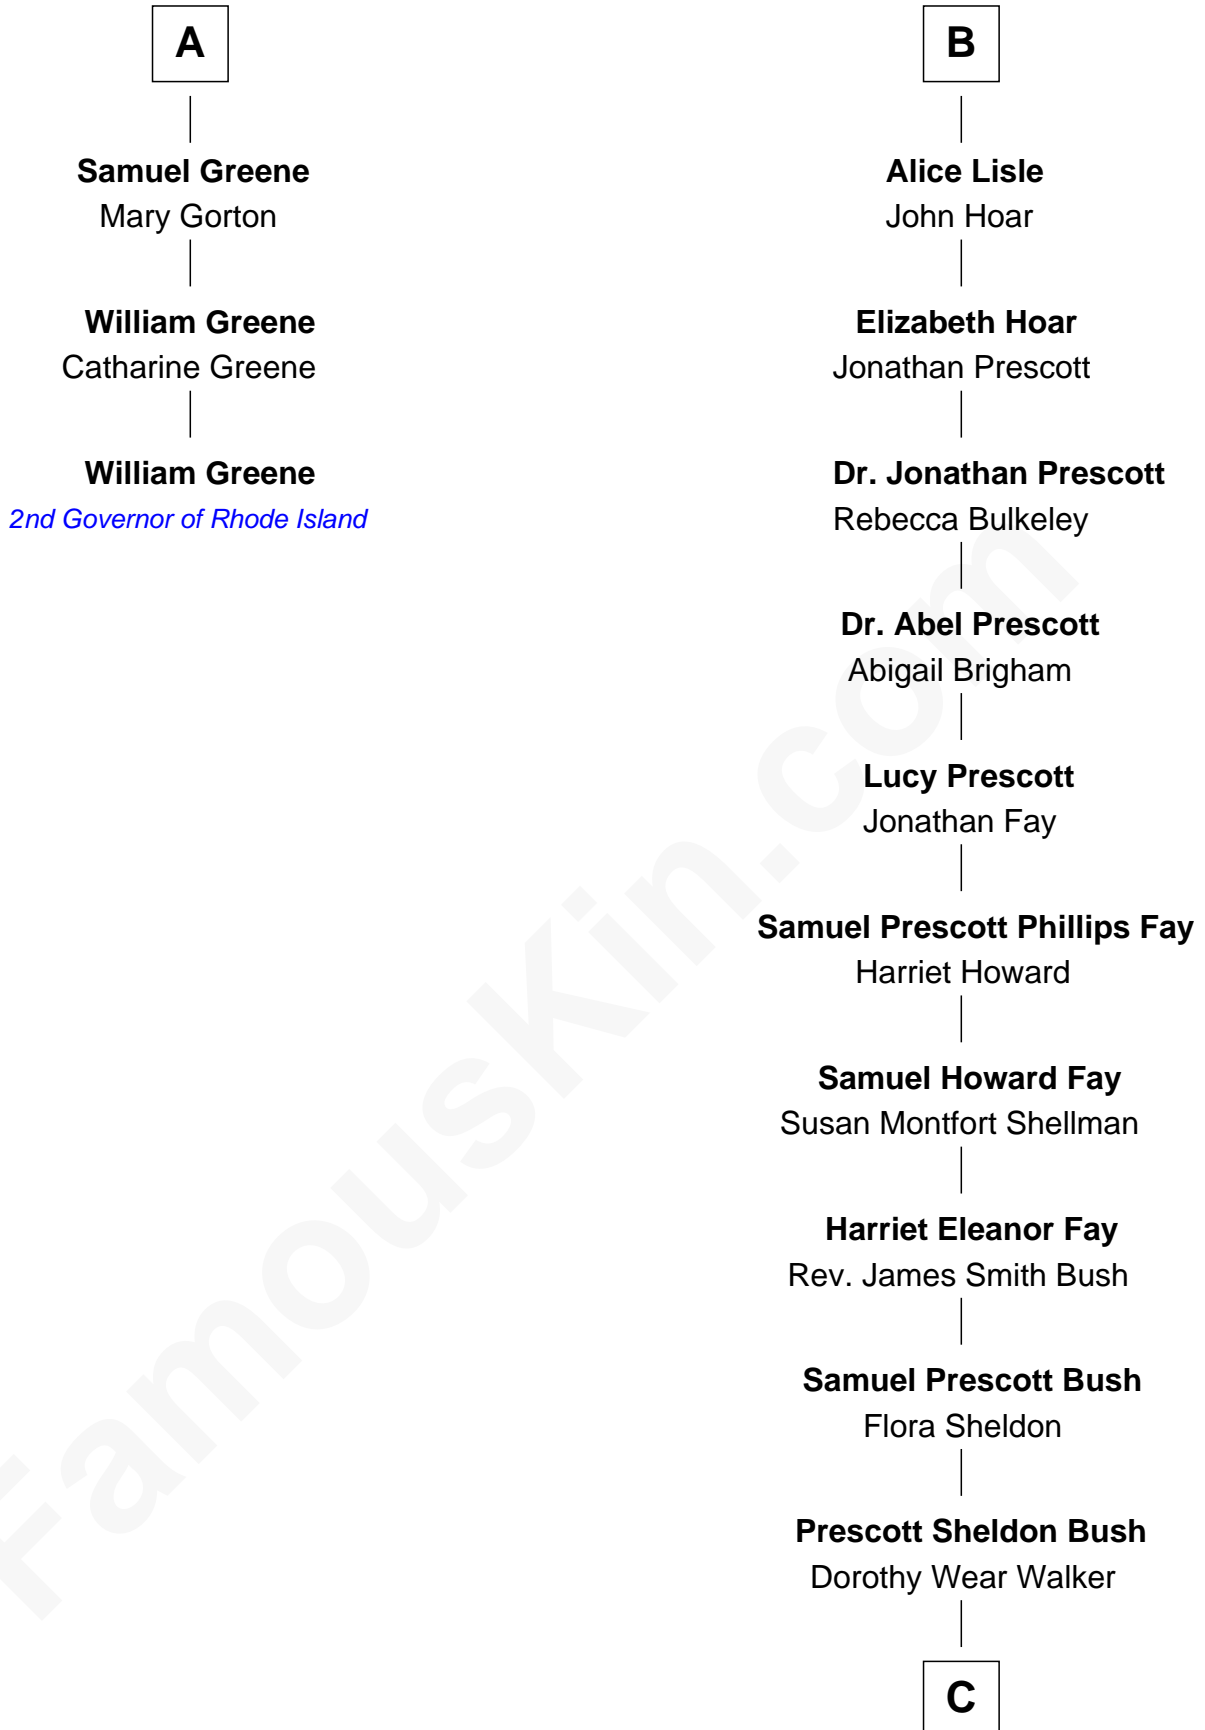 A
Samuel Greene
Mary Gorton
William Greene
Catharine Greene
William Greene
2nd Governor of Rhode Island
B
Alice Lisle
John Hoar
Elizabeth Hoar
Jonathan Prescott
Dr. Jonathan Prescott
Rebecca Bulkeley
Dr. Abel Prescott
Abigail Brigham
Lucy Prescott
Jonathan Fay
Samuel Prescott Phillips Fay
Harriet Howard
Samuel Howard Fay
Susan Montfort Shellman
Harriet Eleanor Fay
Rev. James Smith Bush
Samuel Prescott Bush
Flora Sheldon
Prescott Sheldon Bush
Dorothy Wear Walker
C
FamousKin.com